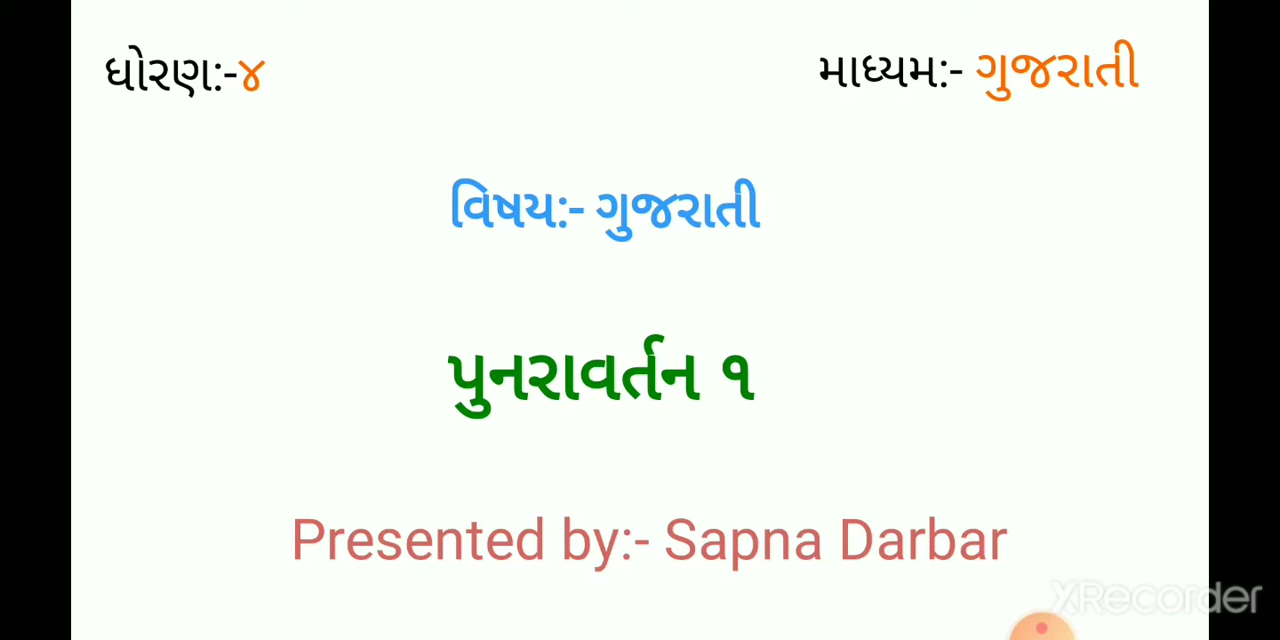 ધોરણ:-૪
માધ્યમ:- ગુજરાતી
વિષય:- ગુજરાતી
પુનરાવર્તન ૧
Presented by:- Sapna Darbar
XRecorder